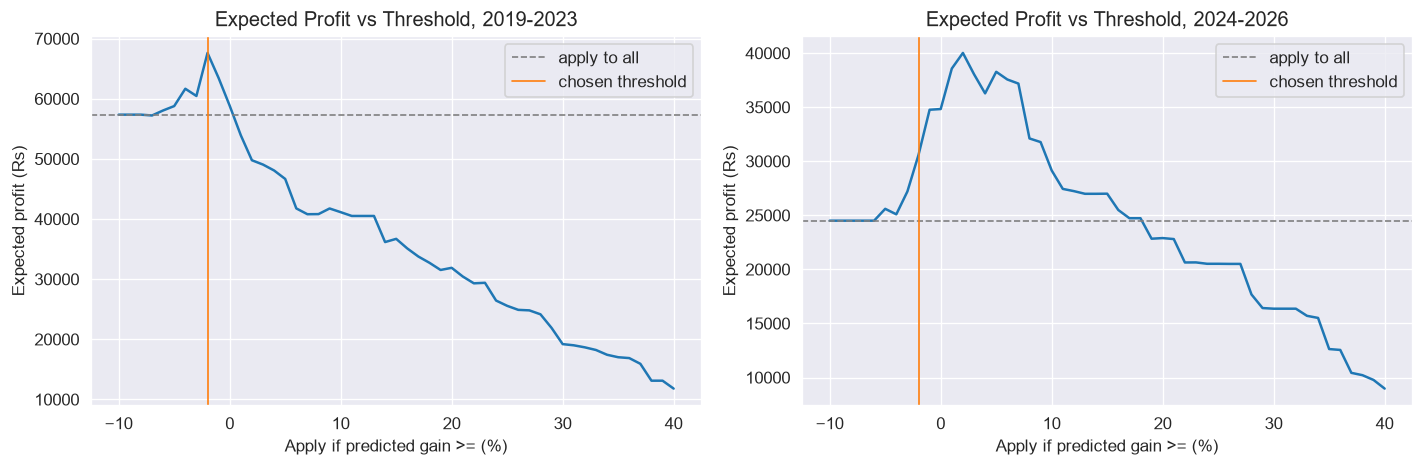 Expected Profit vs Threshold, 2019-2023
70000
60000
50000
40000
30000
20000
10000
Expected profit (Rs)
apply to all
chosen threshold
−10
0
10
20
30
40
Apply if predicted gain >= (%)
Expected Profit vs Threshold, 2024-2026
40000
35000
30000
25000
20000
15000
10000
Expected profit (Rs)
apply to all
chosen threshold
−10
0
10
20
30
40
Apply if predicted gain >= (%)